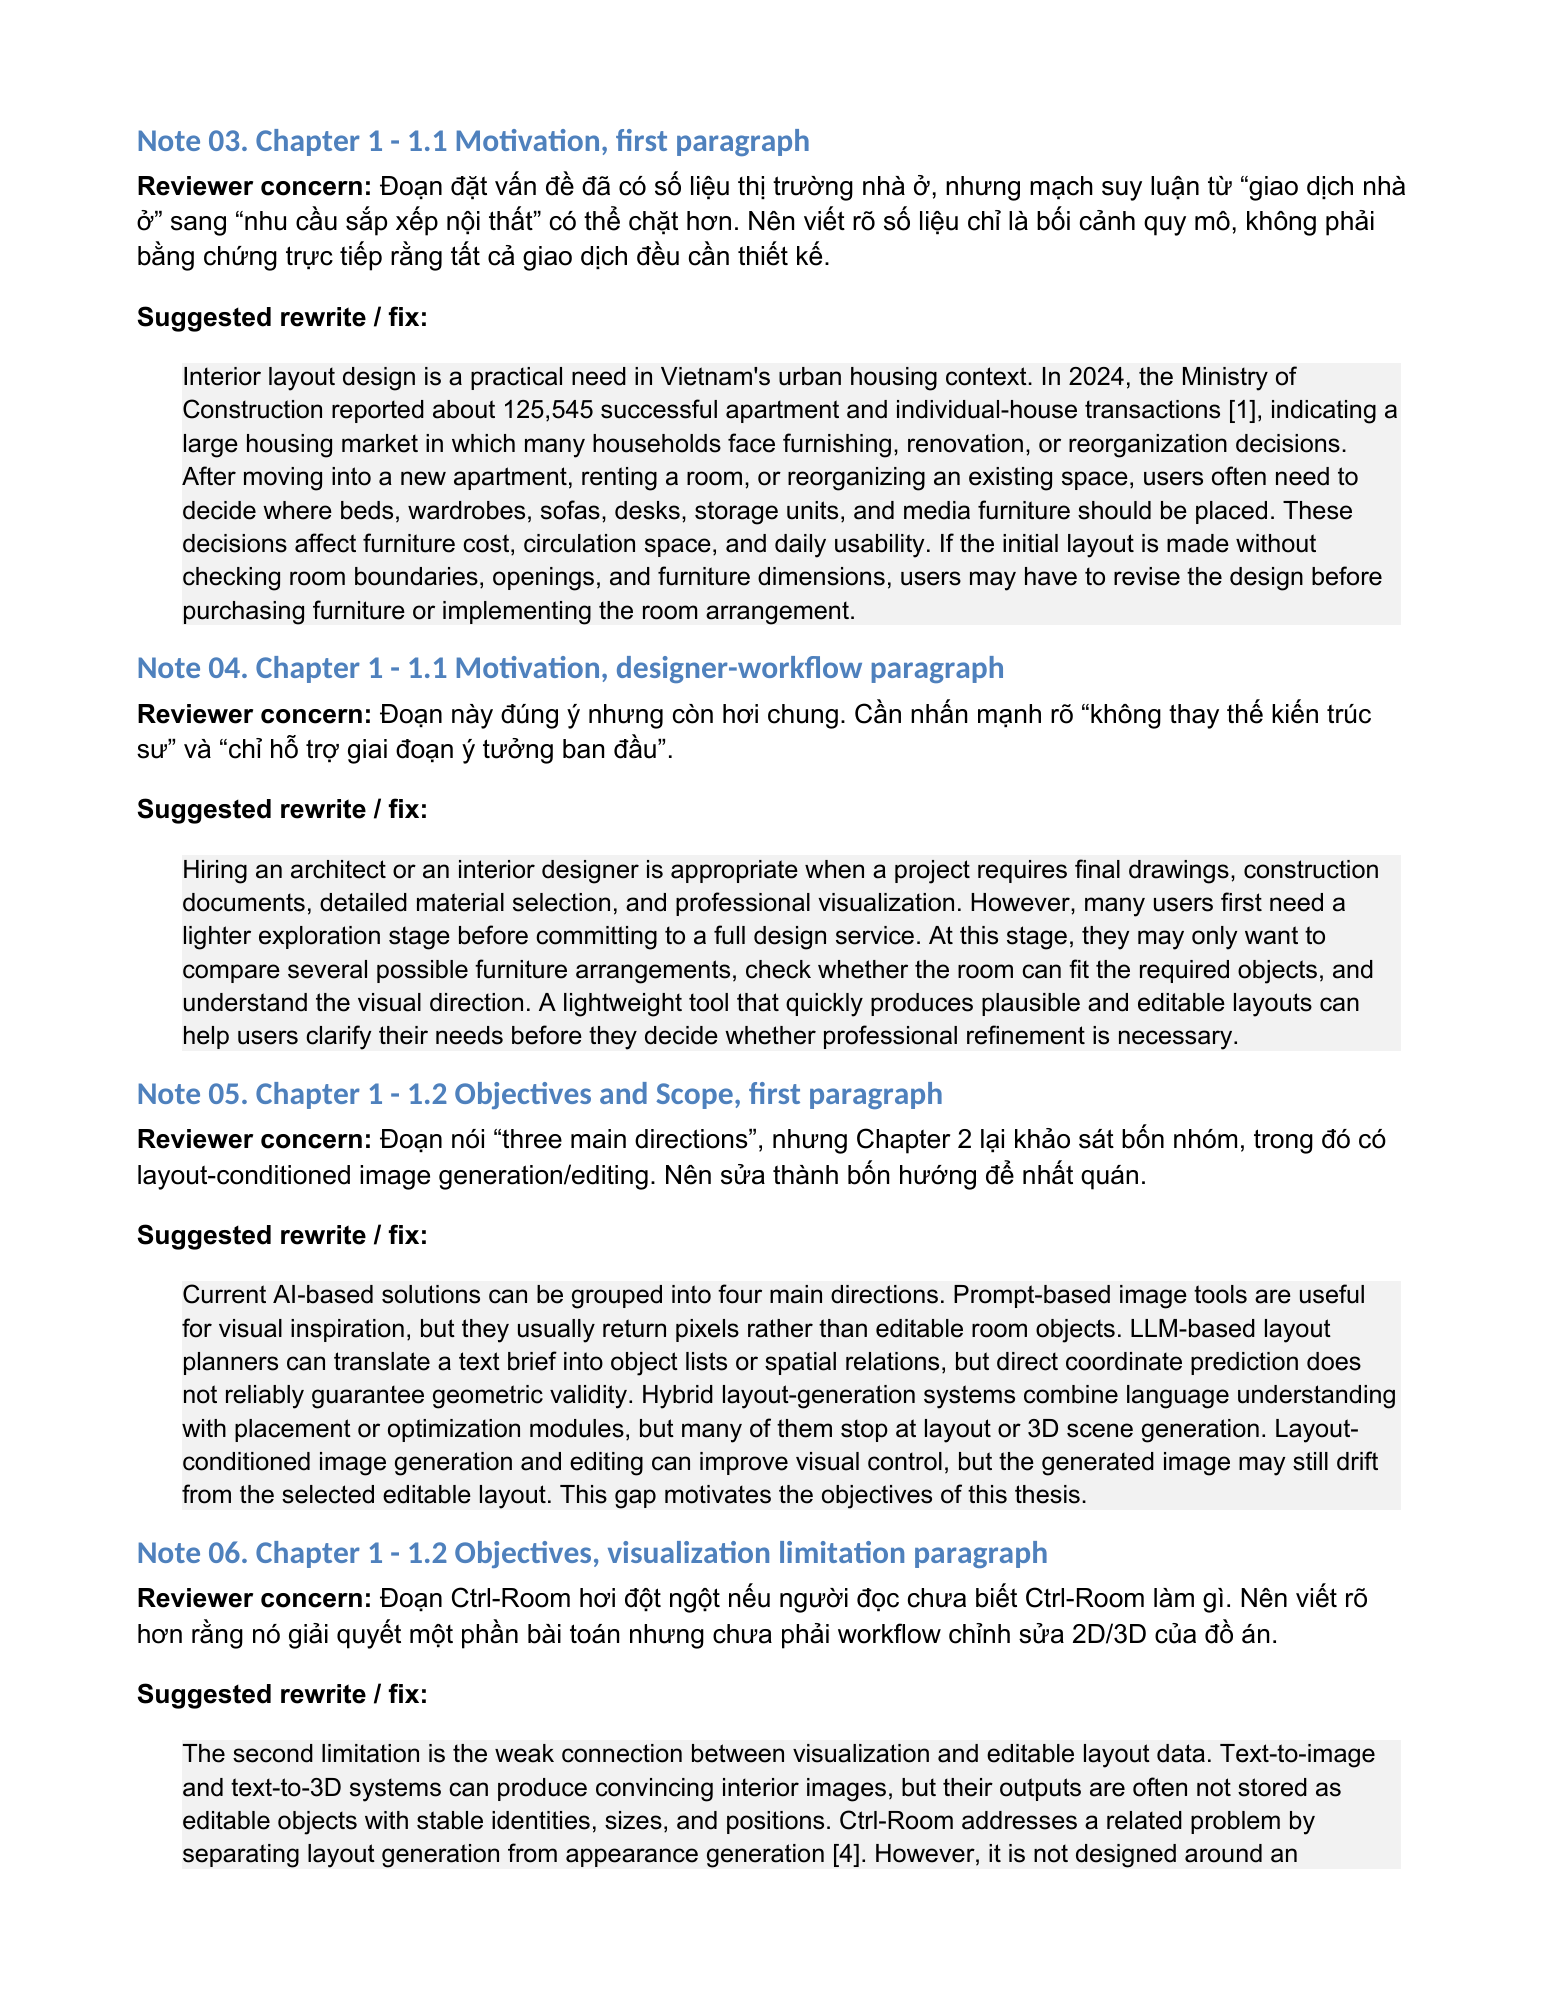 Note 03. Chapter 1 - 1.1 Motivation, first paragraph
Reviewer concern: Đoạn đặt vấn đề đã có số liệu thị trường nhà ở, nhưng mạch suy luận từ “giao dịch nhà
ở” sang “nhu cầu sắp xếp nội thất” có thể chặt hơn. Nên viết rõ số liệu chỉ là bối cảnh quy mô, không phải
bằng chứng trực tiếp rằng tất cả giao dịch đều cần thiết kế.
Suggested rewrite / fix:
Interior layout design is a practical need in Vietnam's urban housing context. In 2024, the Ministry of
Construction reported about 125,545 successful apartment and individual-house transactions [1], indicating a
large housing market in which many households face furnishing, renovation, or reorganization decisions.
After moving into a new apartment, renting a room, or reorganizing an existing space, users often need to
decide where beds, wardrobes, sofas, desks, storage units, and media furniture should be placed. These
decisions affect furniture cost, circulation space, and daily usability. If the initial layout is made without
checking room boundaries, openings, and furniture dimensions, users may have to revise the design before
purchasing furniture or implementing the room arrangement.
Note 04. Chapter 1 - 1.1 Motivation, designer-workflow paragraph
Reviewer concern: Đoạn này đúng ý nhưng còn hơi chung. Cần nhấn mạnh rõ “không thay thế kiến trúc
sư” và “chỉ hỗ trợ giai đoạn ý tưởng ban đầu”.
Suggested rewrite / fix:
Hiring an architect or an interior designer is appropriate when a project requires final drawings, construction
documents, detailed material selection, and professional visualization. However, many users first need a
lighter exploration stage before committing to a full design service. At this stage, they may only want to
compare several possible furniture arrangements, check whether the room can fit the required objects, and
understand the visual direction. A lightweight tool that quickly produces plausible and editable layouts can
help users clarify their needs before they decide whether professional refinement is necessary.
Note 05. Chapter 1 - 1.2 Objectives and Scope, first paragraph
Reviewer concern: Đoạn nói “three main directions”, nhưng Chapter 2 lại khảo sát bốn nhóm, trong đó có
layout-conditioned image generation/editing. Nên sửa thành bốn hướng để nhất quán.
Suggested rewrite / fix:
Current AI-based solutions can be grouped into four main directions. Prompt-based image tools are useful
for visual inspiration, but they usually return pixels rather than editable room objects. LLM-based layout
planners can translate a text brief into object lists or spatial relations, but direct coordinate prediction does
not reliably guarantee geometric validity. Hybrid layout-generation systems combine language understanding
with placement or optimization modules, but many of them stop at layout or 3D scene generation. Layout-
conditioned image generation and editing can improve visual control, but the generated image may still drift
from the selected editable layout. This gap motivates the objectives of this thesis.
Note 06. Chapter 1 - 1.2 Objectives, visualization limitation paragraph
Reviewer concern: Đoạn Ctrl-Room hơi đột ngột nếu người đọc chưa biết Ctrl-Room làm gì. Nên viết rõ
hơn rằng nó giải quyết một phần bài toán nhưng chưa phải workflow chỉnh sửa 2D/3D của đồ án.
Suggested rewrite / fix:
The second limitation is the weak connection between visualization and editable layout data. Text-to-image
and text-to-3D systems can produce convincing interior images, but their outputs are often not stored as
editable objects with stable identities, sizes, and positions. Ctrl-Room addresses a related problem by
separating layout generation from appearance generation [4]. However, it is not designed around an